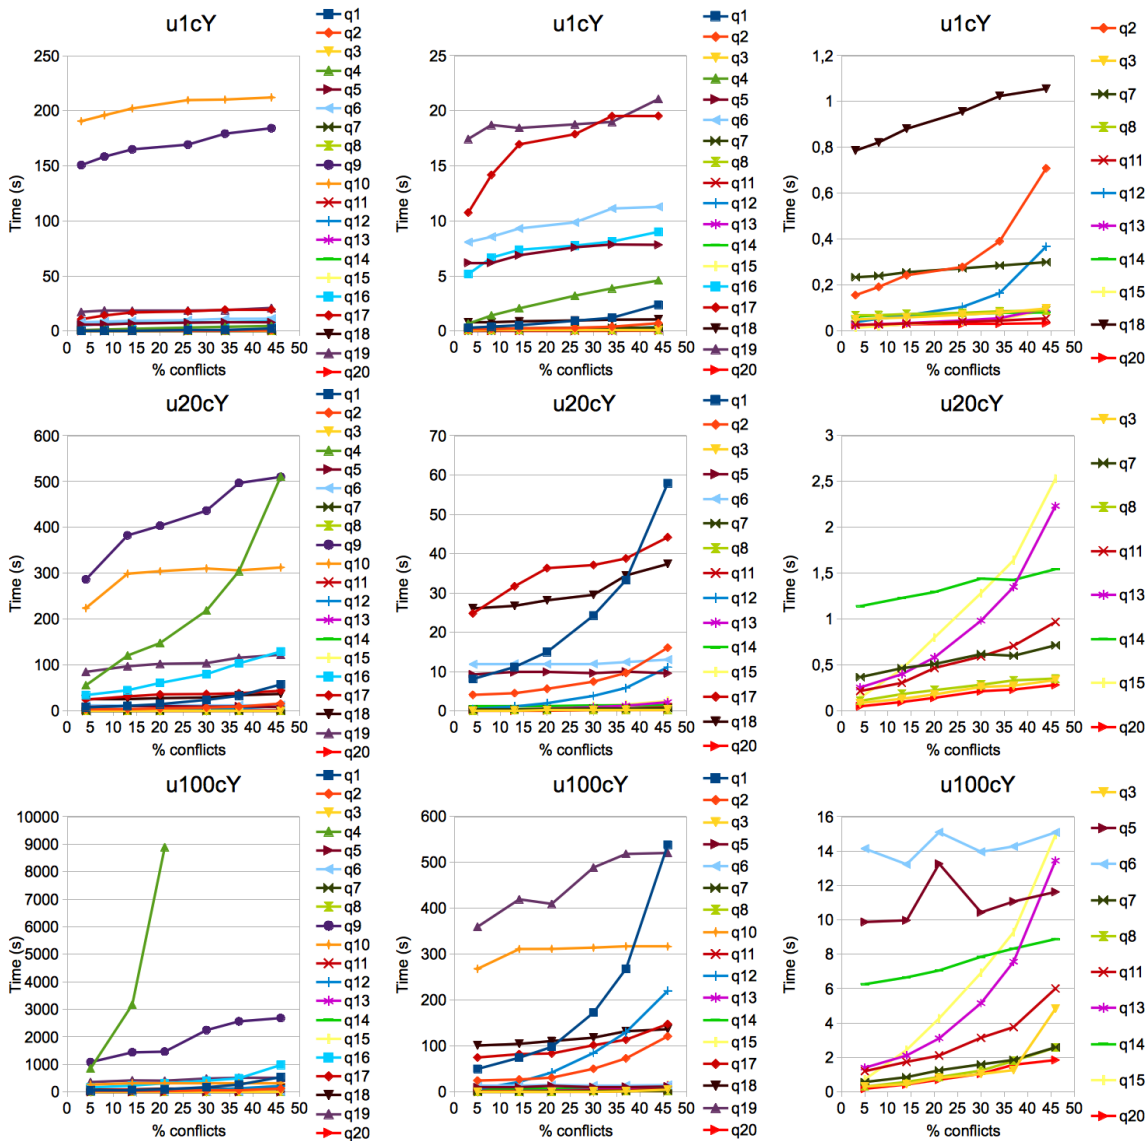 u1cY
250
200
150
100
50
0
Time (s)
0 5 10 15 20 25 30 35 40 45 50
% conflicts
q1
q2
q3
q4
q5
q6
q7
q8
q9
q10
q11
q12
q13
q14
q15
q16
q17
q18
q19
q20
u1cY
25
20
15
10
5
0
Time (s)
0 5 10 15 20 25 30 35 40 45 50
% conflicts
q1
q2
q3
q4
q5
q6
q7
q8
q11
q12
q13
q14
q15
q16
q17
q18
q19
q20
u1cY
1,2
1
0,8
0,6
0,4
0,2
0
Time (s)
0 5 10 15 20 25 30 35 40 45 50
% conflicts
q2
q3
q7
q8
q11
q12
q13
q14
q15
q18
q20
u20cY
600
500
400
300
200
100
0
Time (s)
0 5 10 15 20 25 30 35 40 45 50
% conflicts
q1
q2
q3
q4
q5
q6
q7
q8
q9
q10
q11
q12
q13
q14
q15
q16
q17
q18
q19
q20
u20cY
70
60
50
40
30
20
10
0
Time (s)
0 5 10 15 20 25 30 35 40 45 50
% conflicts
q1
q2
q3
q5
q6
q7
q8
q11
q12
q13
q14
q15
q17
q18
q20
u20cY
3
2,5
2
1,5
1
0,5
0
Time (s)
0 5 10 15 20 25 30 35 40 45 50
% conflicts
q3
q7
q8
q11
q13
q14
q15
q20
u100cY
10000
9000
8000
7000
6000
5000
4000
3000
2000
1000
0
Time (s)
0 5 10 15 20 25 30 35 40 45 50
% conflicts
q1
q2
q3
q4
q5
q6
q7
q8
q9
q10
q11
q12
q13
q14
q15
q16
q17
q18
q19
q20
u100cY
600
500
400
300
200
100
0
Time (s)
0 5 10 15 20 25 30 35 40 45 50
% conflicts
q1
q2
q3
q5
q6
q7
q8
q10
q11
q12
q13
q14
q15
q17
q18
q19
q20
u100cY
16
14
12
10
8
6
4
2
0
Time (s)
0 5 10 15 20 25 30 35 40 45 50
% conflicts
q3
q5
q6
q7
q8
q11
q13
q14
q15
q20